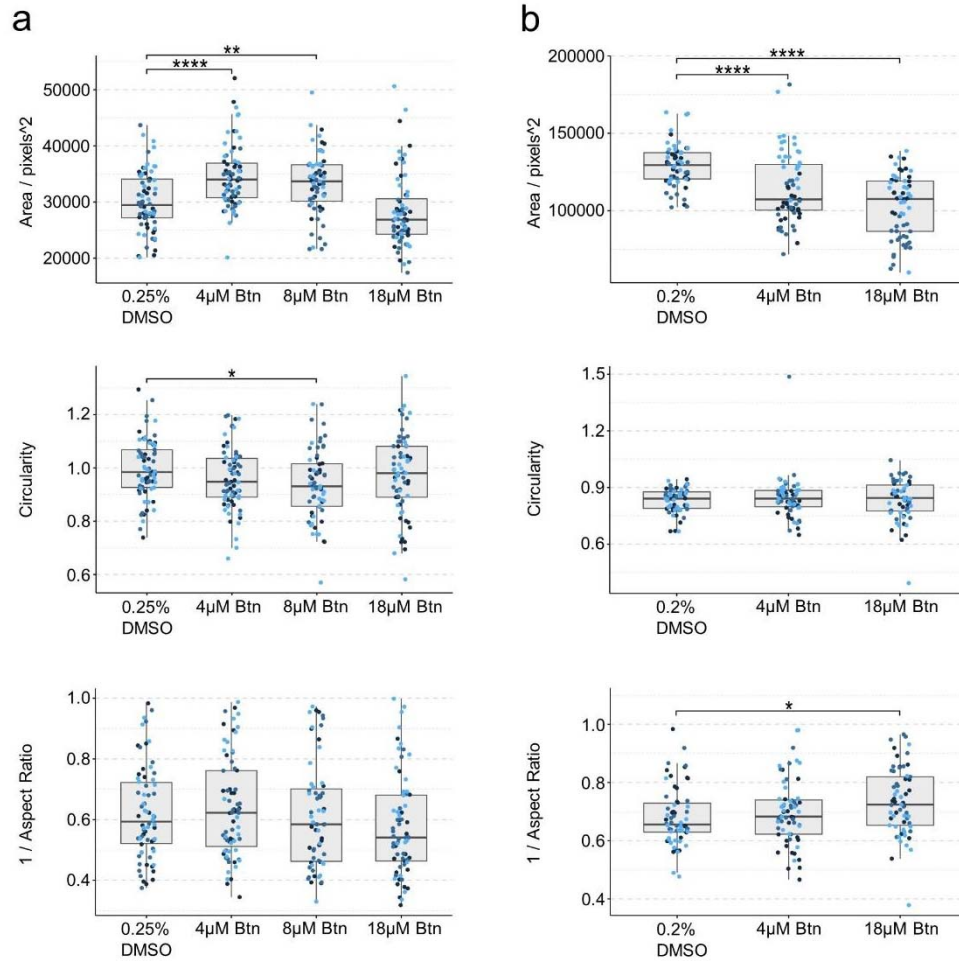 a
**
****
50000
40000
30000
20000
Area / pixels^2
0.25% DMSO
4µM Btn
8µM Btn
18µM Btn
*
1.2
1.0
0.8
0.6
Circularity
0.25% DMSO
4µM Btn
8µM Btn
18µM Btn
1.0
0.8
0.6
0.4
1 / Aspect Ratio
0.25% DMSO
4µM Btn
8µM Btn
18µM Btn
b
****
****
200000
150000
100000
Area / pixels^2
0.2% DMSO
4µM Btn
18µM Btn
1.5
1.2
0.9
0.6
Circularity
0.2% DMSO
4µM Btn
18µM Btn
*
1.0
0.8
0.6
0.4
1 / Aspect Ratio
0.2% DMSO
4µM Btn
18µM Btn